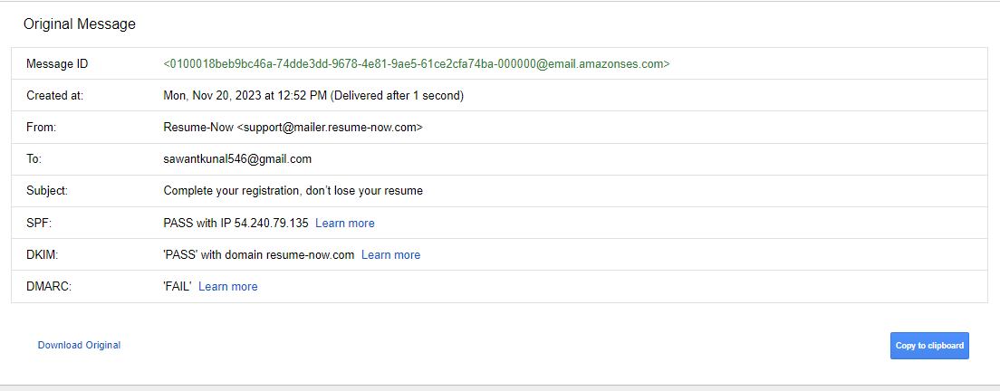 Original Message
Message ID <0100018beb9bc46a-74dde3dd-9678-4e81-9ae5-61ce2cfa74ba-000000@email.amazonses.com>
Created at: Mon, Nov 20, 2023 at 12:52 PM (Delivered after 1 second)
From: Resume-Now <support@mailer.resume-now.com>
To: sawantkunal546@gmail.com
Subject: Complete your registration, don't lose your resume
SPF: PASS with IP 54.240.79.135 Learn more
DKIM: 'PASS' with domain resume-now.com Learn more
DMARC: 'FAIL' Learn more
Download Original Copy to clipboard